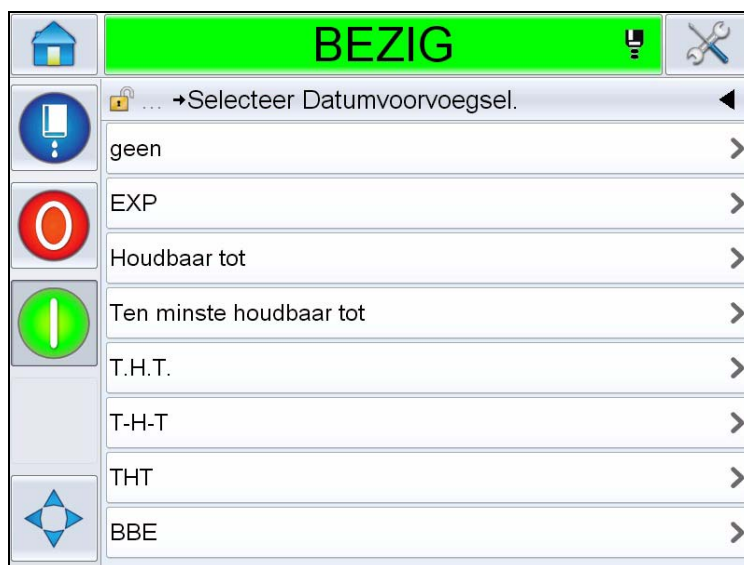 BEZIG
... →Selecteer Datumvoorvoegsel.
geen
EXP
Houdbaar tot
Ten minste houdbaar tot
T.H.T.
T-H-T
THT
BBE